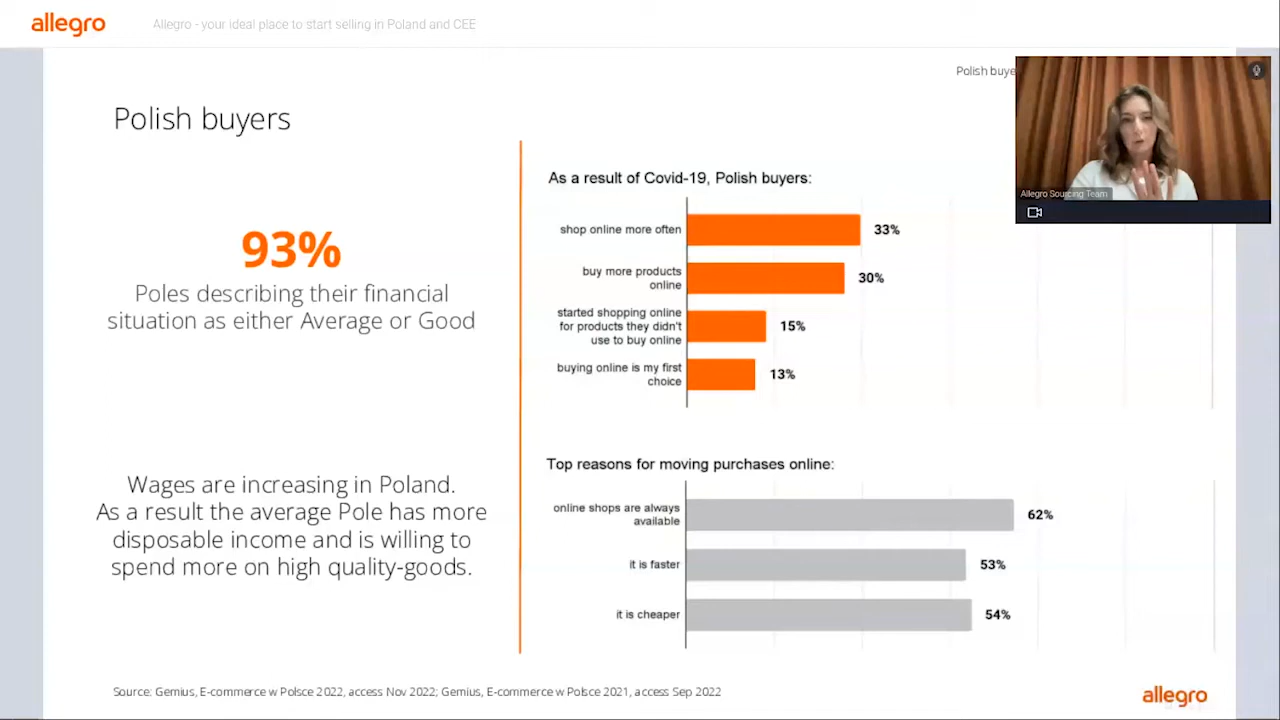 allegro
Allegro - your ideal place to start selling in Poland and CEE
Polish buye
Polish buyers
93%
Poles describing their financial
situation as either Average or Good
Wages are increasing in Poland.
As a result the average Pole has more
disposable income and is willing to
spend more on high quality-goods.
As a result of Covid-19, Polish buyers:
shop online more often
33%
buy more products
online
30%
started shopping online
for products they didn't
use to buy online
15%
buying online is my first
choice
13%
Top reasons for moving purchases online:
online shops are always
available
62%
it is faster
53%
it is cheaper
54%
Allegro Sourcing Team
Source: Gemius, E-commerce w Polsce 2022, access Nov 2022; Gemius, E-commerce w Polsce 2021, access Sep 2022
allegro